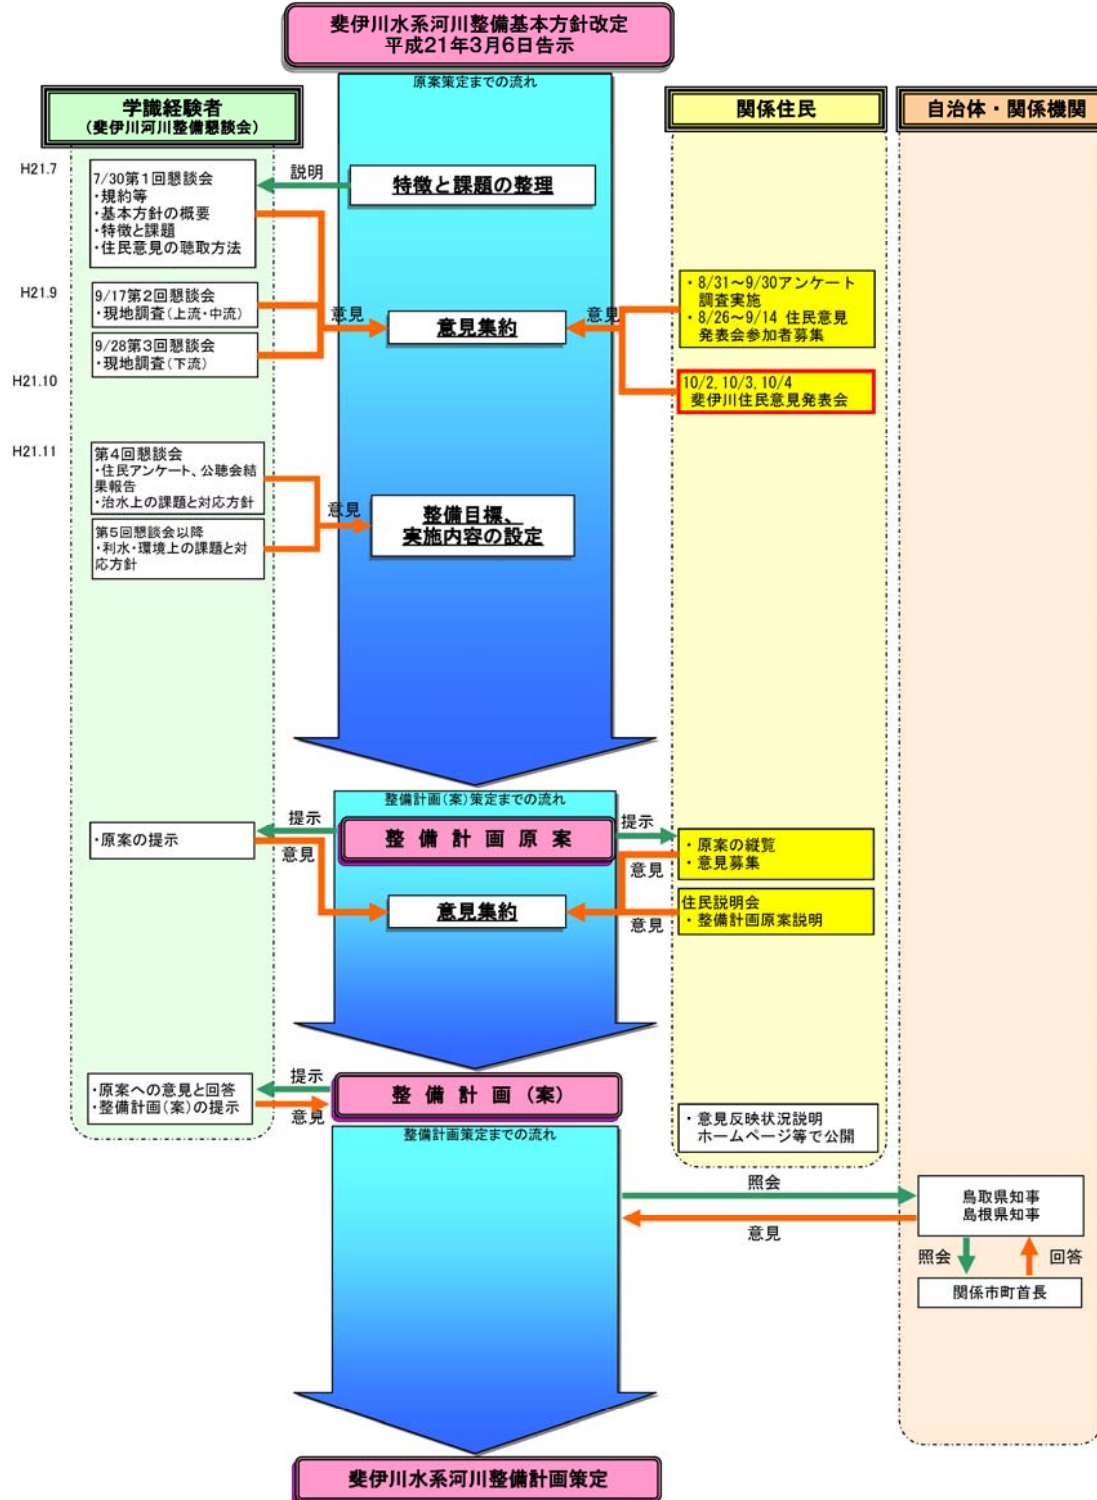 斐伊川水系河川整備基本方針改定
平成21年3月6日告示
原案策定までの流れ
学識経験者
(斐伊川河川整備懇談会)
関係住民
自治体・関係機関
H21.7
7/30第1回懇談会
・規約等
・基本方針の概要
・特徴と課題
・住民意見の聴取方法
説明
特徴と課題の整理
H21.9
9/17第2回懇談会
・現地調査(上流・中流)
9/28第3回懇談会
・現地調査(下流)
意見
意見集約
意見
・8/31～9/30アンケート
調査実施
・8/26～9/14 住民意見
発表会参加者募集
H21.10
10/2, 10/3, 10/4
斐伊川住民意見発表会
H21.11
第4回懇談会
・住民アンケート、公聴会結
果報告
・治水上の課題と対応方針
第5回懇談会以降
・利水・環境上の課題と対
応方針
意見
整備目標、
実施内容の設定
整備計画(案)策定までの流れ
提示
整備計画原案
提示
・原案の提示
意見
・原案の縦覧
・意見募集
意見
意見集約
住民説明会
・整備計画原案説明
意見
提示
整備計画(案)
・原案への意見と回答
・整備計画(案)の提示
意見
・意見反映状況説明
ホームページ等で公開
整備計画策定までの流れ
照会
鳥取県知事
島根県知事
意見
照会
回答
関係市町首長
斐伊川水系河川整備計画策定